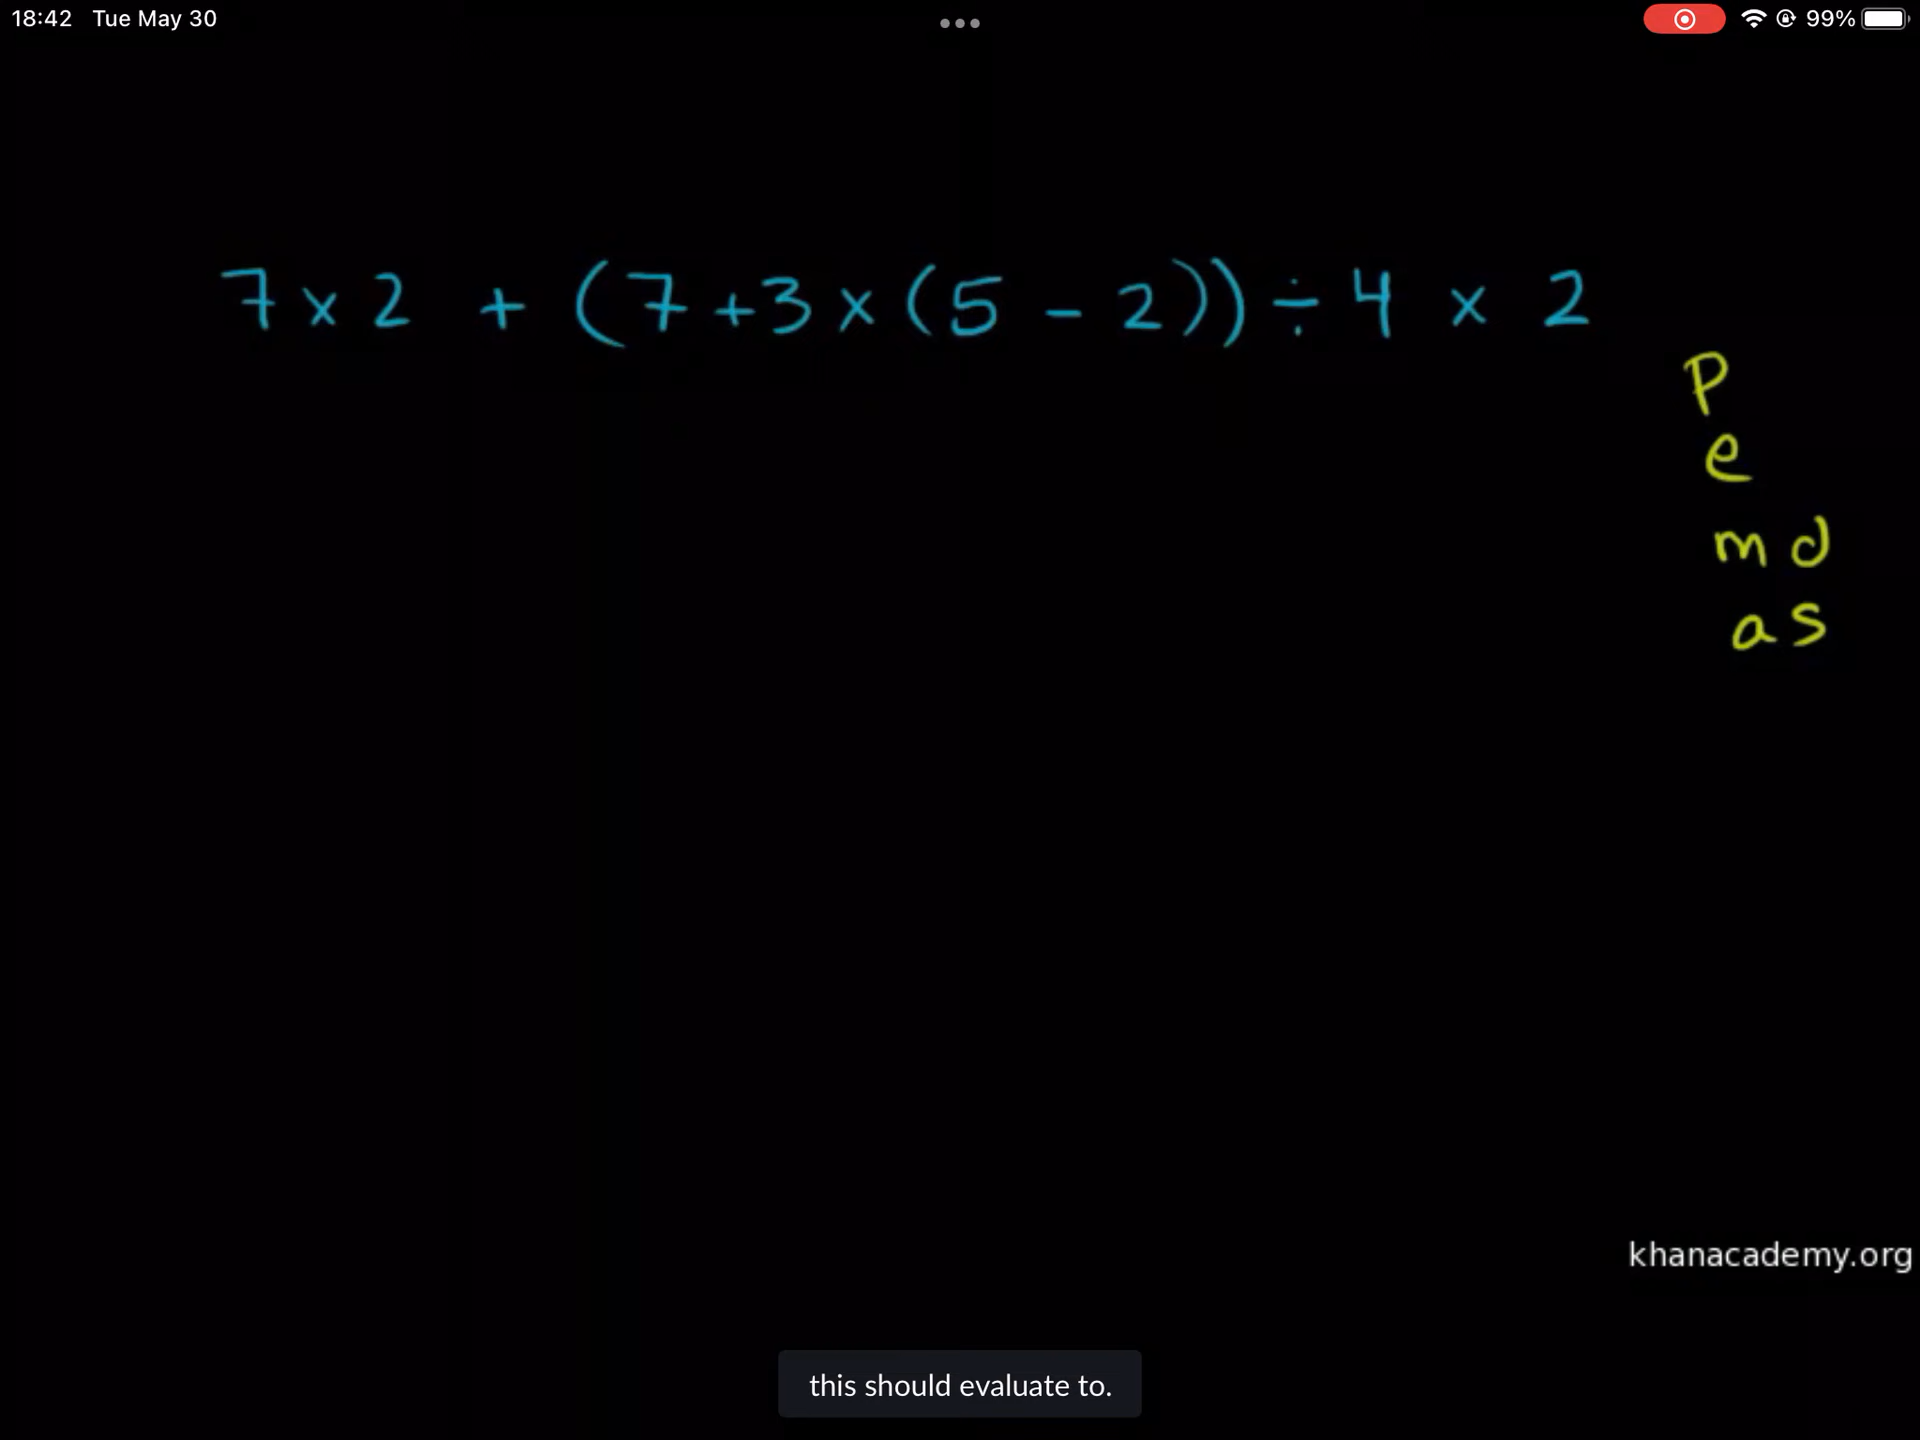 18:42 Tue May 30
99%
7 x 2 + (7 + 3 x (5 - 2)) ÷ 4 x 2
P
e
m d
a s
khanacademy.org
this should evaluate to.